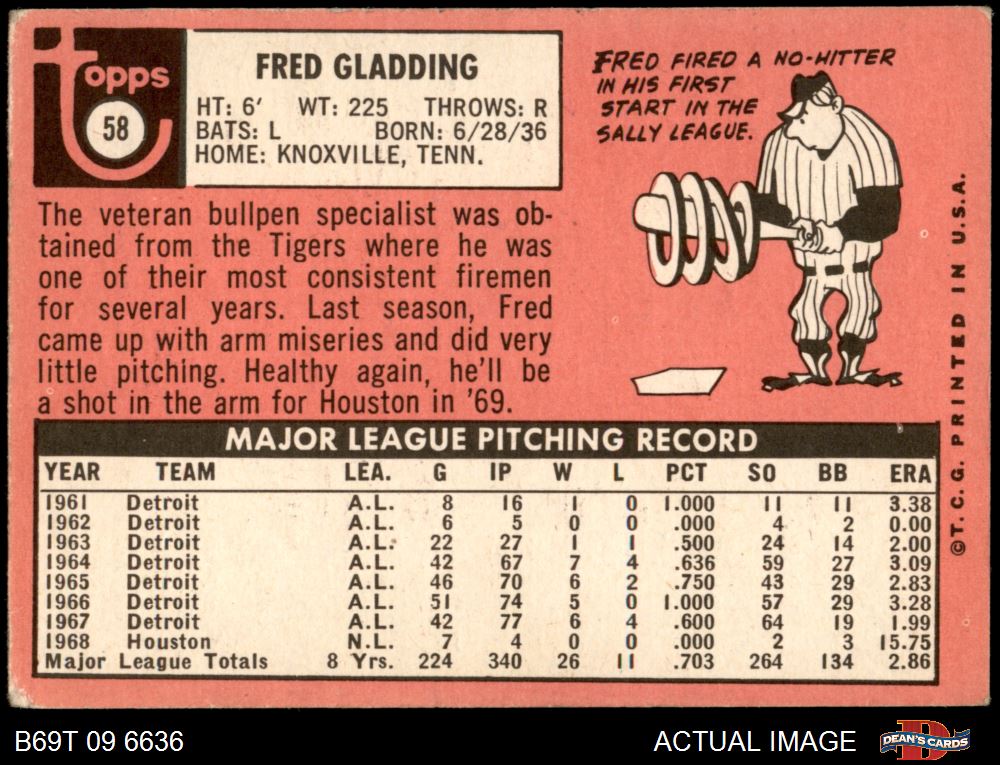 Topps
58
FRED GLADDING
HT: 6' WT: 225 THROWS: R
BATS: L BORN: 6/28/36
HOME: KNOXVILLE, TENN.
FRED FIRED A NO-HITTER
IN HIS FIRST
START IN THE
SALLY LEAGUE.
The veteran bullpen specialist was ob-
tained from the Tigers where he was
one of their most consistent firemen
for several years. Last season, Fred
came up with arm miseries and did very
little pitching. Healthy again, he'll be
a shot in the arm for Houston in '69.
MAJOR LEAGUE PITCHING RECORD
YEAR TEAM LEA. G IP W L PCT SO BB ERA
1961 Detroit A.L. 8 16 1 0 1.000 11 11 3.38
1962 Detroit A.L. 6 5 0 0 .000 4 2 0.00
1963 Detroit A.L. 22 27 1 1 .500 24 14 2.00
1964 Detroit A.L. 42 67 7 4 .636 59 27 3.09
1965 Detroit A.L. 46 70 6 2 .750 43 29 2.83
1966 Detroit A.L. 51 74 5 0 1.000 57 29 3.28
1967 Detroit A.L. 42 77 6 4 .600 64 19 1.99
1968 Houston N.L. 7 4 0 0 .000 2 3 15.75
Major League Totals 8 Yrs. 224 340 26 11 .703 264 134 2.86
©T.C.G. PRINTED IN U.S.A.
B69T 09 6636
ACTUAL IMAGE
D
DEAN'S CARDS